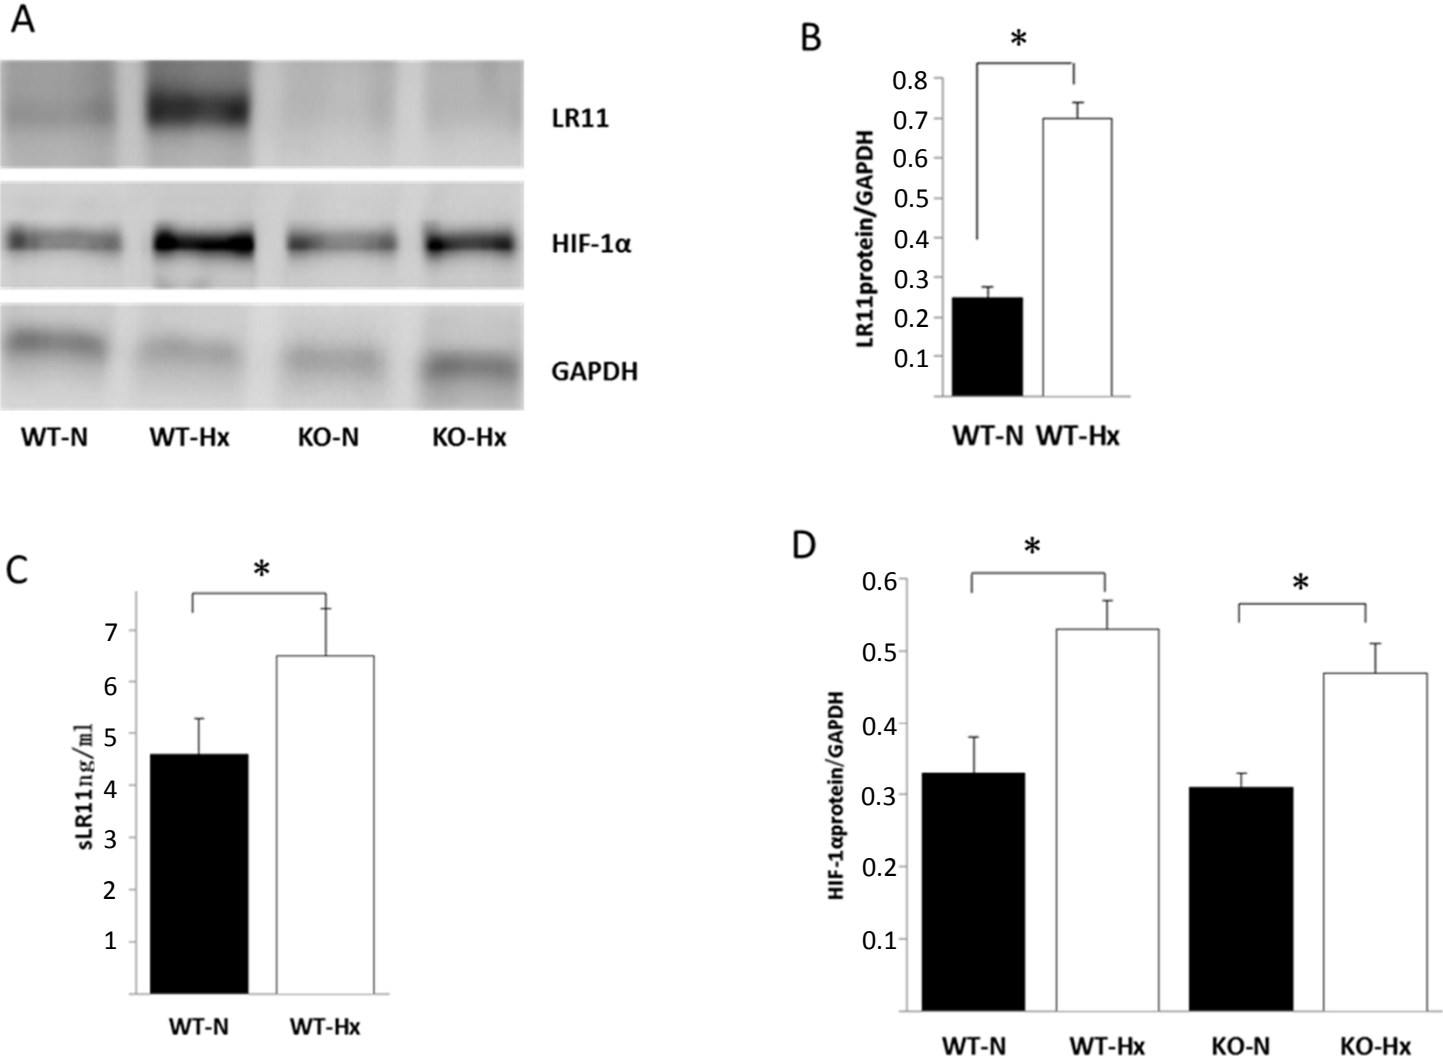 A
LR11
HIF-1α
GAPDH
WT-N WT-Hx KO-N KO-Hx
B
*
LR11protein/GAPDH
0.8
0.7
0.6
0.5
0.4
0.3
0.2
0.1
WT-N WT-Hx
C
*
sLR11ng/ml
7
6
5
4
3
2
1
WT-N WT-Hx
D
*
*
HIF-1αprotein/GAPDH
0.6
0.5
0.4
0.3
0.2
0.1
WT-N WT-Hx KO-N KO-Hx